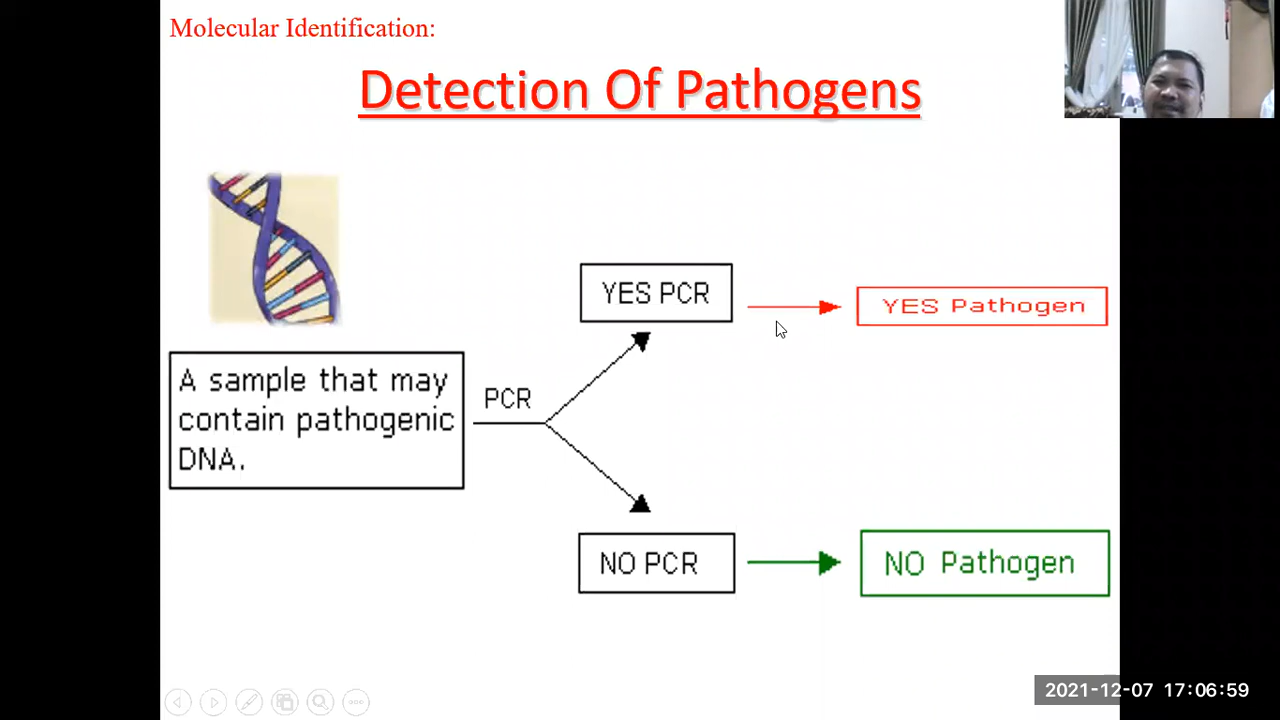 Molecular Identification:
Detection Of Pathogens
YES PCR
YES Pathogen
A sample that may
contain pathogenic
DNA.
PCR
NO PCR
NO Pathogen
2021-12-07 17:06:59